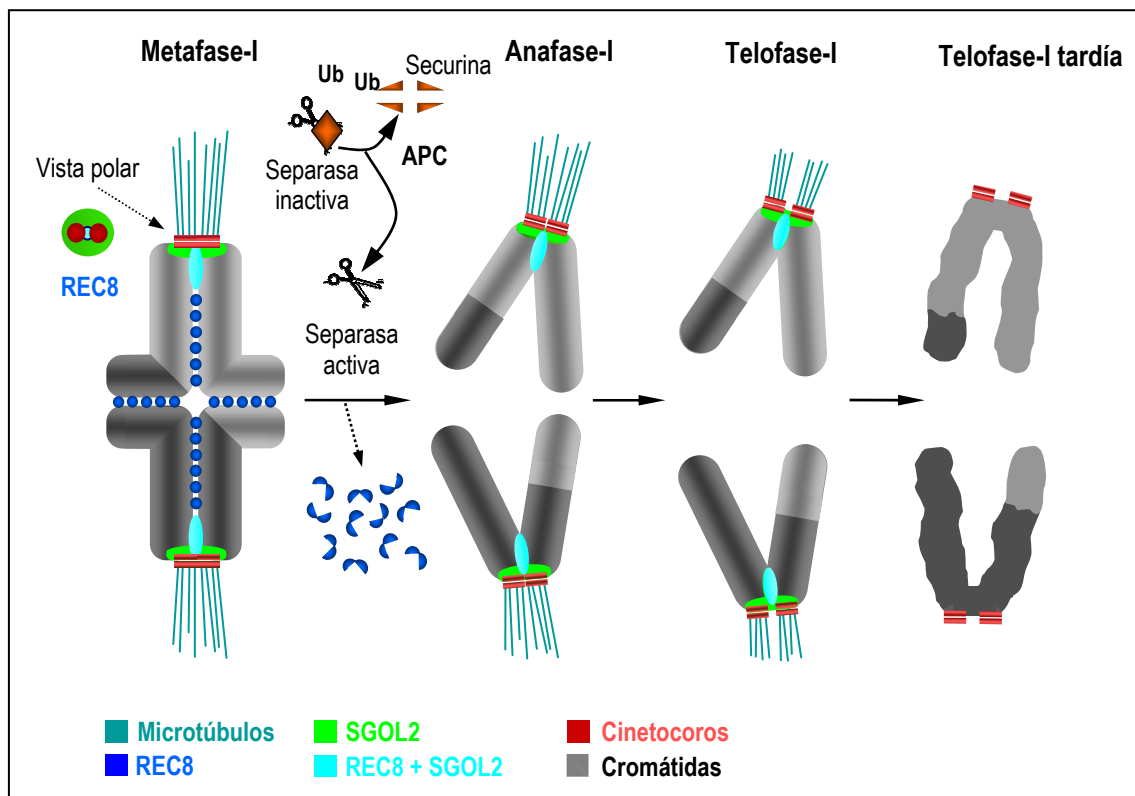 Metafase-I
Anafase-I
Telofase-I
Telofase-I tardía
Ub
Ub
Securina
APC
Vista polar
Separasa
inactiva
REC8
Separasa
activa
Microtúbulos
SGOL2
Cinetocoros
REC8
REC8 + SGOL2
Cromátidas